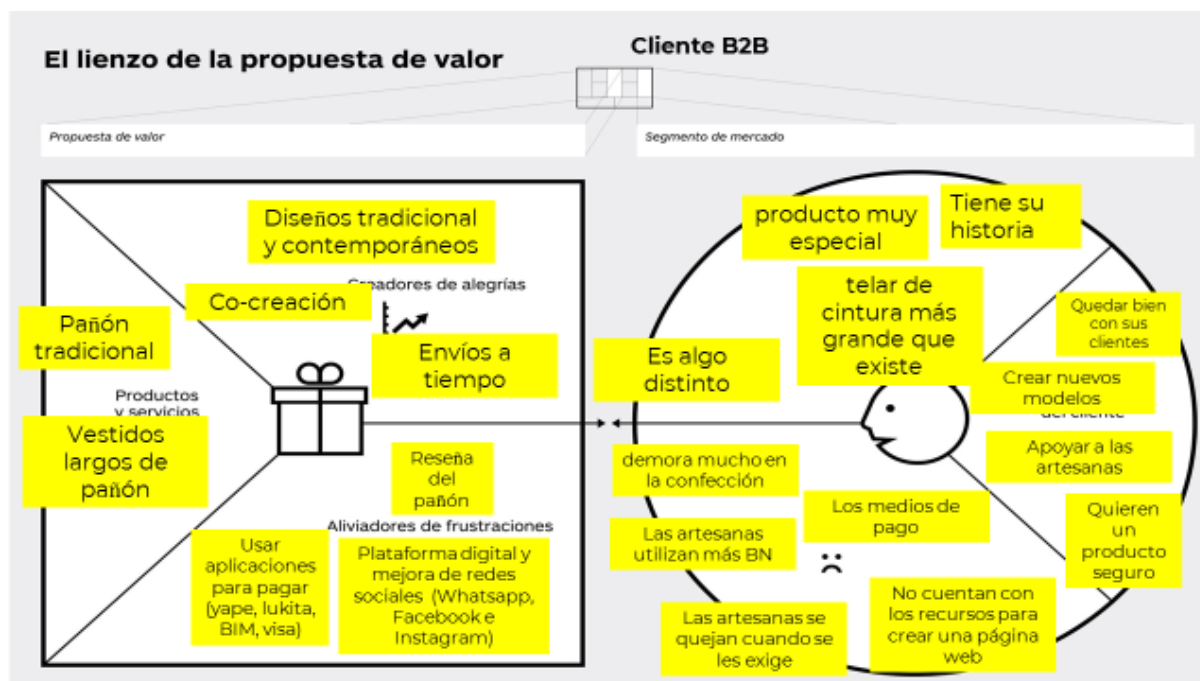 El lienzo de la propuesta de valor
Cliente B2B
Propuesta de valor
Segmento de mercado
Diseños tradicional
y contemporáneos
Creadores de alegrías
Co-creación
Envíos a
tiempo
Pañón
tradicional
Productos
y servicios
Vestidos
largos de
pañón
Reseña
del
pañón
Aliviadores de frustraciones
Usar
aplicaciones
para pagar
(yape, lukita,
BIM, visa)
Plataforma digital y
mejora de redes
sociales (Whatsapp,
Facebook e
Instagram)
producto muy
especial
Tiene su
historia
telar de
cintura más
grande que
existe
Es algo
distinto
Quedar bien
con sus
clientes
Crear nuevos
modelos
del cliente
Apoyar a las
artesanas
Quieren
un
producto
seguro
demora mucho en
la confección
Los medios de
pago
Las artesanas
utilizan más BN
Las artesanas se
quejan cuando se
les exige
No cuentan con
los recursos para
crear una página
web